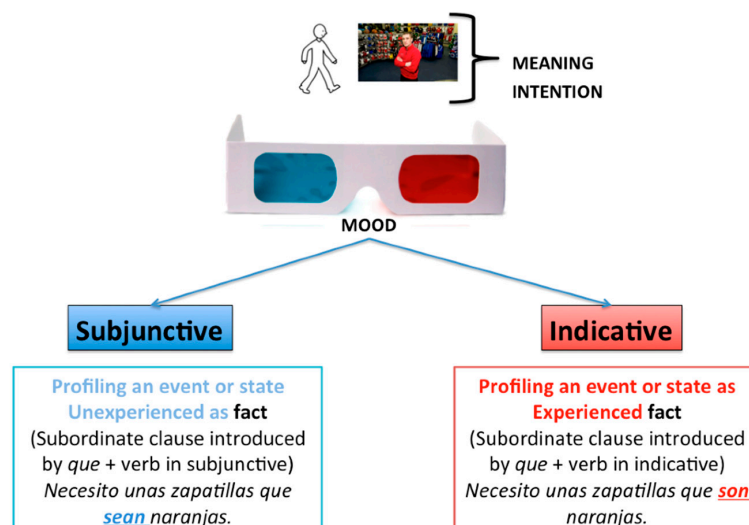 MEANING
INTENTION
MOOD
Subjunctive
Profiling an event or state
Unexperienced as fact
(Subordinate clause introduced
by que + verb in subjunctive)
Necesito unas zapatillas que
sean naranjas.
Indicative
Profiling an event or state as
Experienced fact
(Subordinate clause introduced
by que + verb in indicative)
Necesito unas zapatillas que son
naranjas.